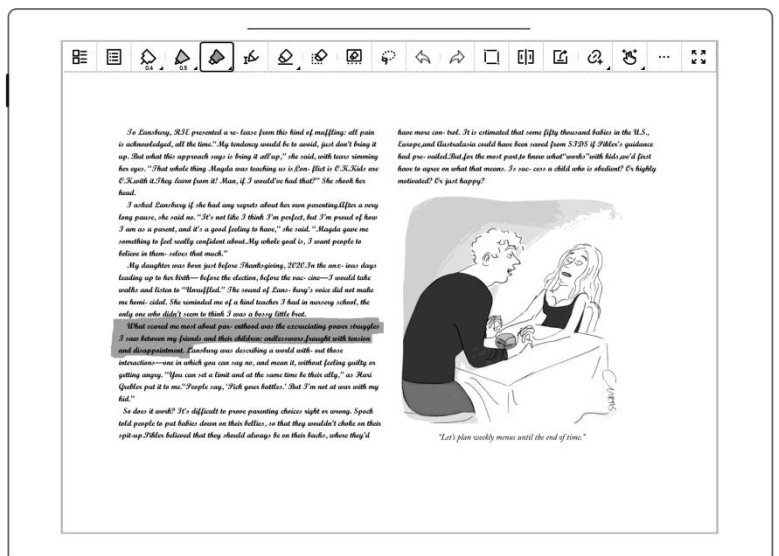 0.4
0.5
To Lansbury, RIE presented a re- lease from this kind of muffling: all pain
is acknowledged, all the time."My tendency would be to avoid, just don't bring it
up. But what this approach says is bring it all up," she said, with tears rimming
her eyes. "That whole thing Magda was teaching us is,Con- flict is O.K.Kids are
O.K.with it.They learn from it! Man, if I would've had that?" She shook her
head.
I asked Lansbury if she had any regrets about her own parenting.After a very
long pause, she said no. "It's not like I think I'm perfect, but I'm proud of how
I am as a parent, and it's a good feeling to have," she said. "Magda gave me
something to feel really confident about.My whole goal is, I want people to
believe in them- selves that much."
My daughter was born just before Thanksgiving, 2020.In the anx- ious days
leading up to her birth—before the election, before the vac- cine—I would take
walks and listen to "Unruffled." The sound of Lans- bury's voice did not make
me homi- cidal. She reminded me of a kind teacher I had in nursery school, the
only one who didn't seem to think I was a bossy little brat.
What scared me most about par- enthood was the excruciating power struggles
I saw between my friends and their children: endlesswars,fraught with tension
and disappointment. Lansbury was describing a world with- out those
interactions—one in which you can say no, and mean it, without feeling guilty or
getting angry. "You can set a limit and at the same time be their ally," as Hari
Grebler put it to me."People say, 'Pick your battles.' But I'm not at war with my
kid."
So does it work? It's difficult to prove parenting choices right or wrong. Spock
told people to put babies down on their bellies, so that they wouldn't choke on their
spit-up.Pikler believed that they should always be on their backs, where they'd
have more con- trol. It is estimated that some fifty thousand babies in the U.S.,
Europe,and Australasia could have been saved from SIDS if Pikler's guidance
had pre- vailed.But,for the most part,to know what"works"with kids,we'd first
have to agree on what that means. Is suc- cess a child who is obedient? Or highly
motivated? Or just happy?
"Let's plan weekly menus until the end of time."